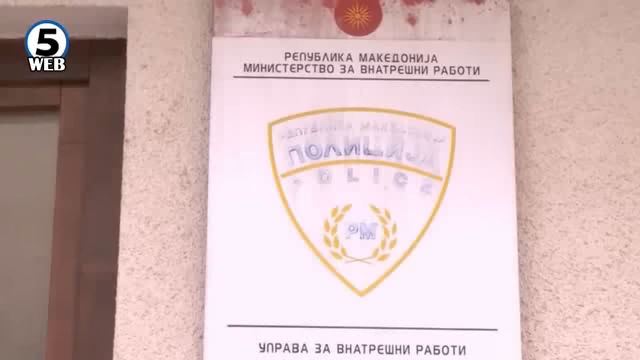 5
WEB
РЕПУБЛИКА МАКЕДОНИЈА
МИНИСТЕРСТВО ЗА ВНАТРЕШНИ РАБОТИ
ПОЛИЦИЈА
POLICE
РМ
УПРАВА ЗА ВНАТРЕШНИ РАБОТИ